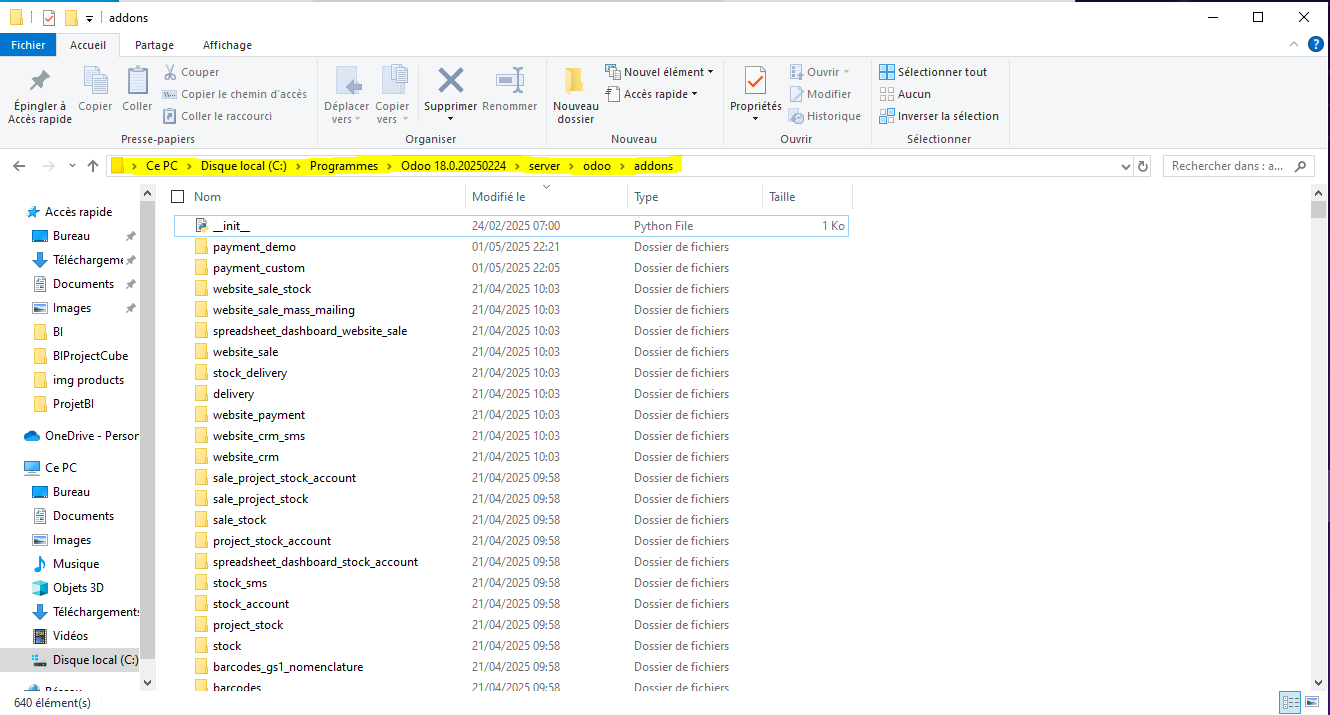 addons
Fichier Accueil Partage Affichage
Épingler à Accès rapide
Copier
Coller
Couper
Copier le chemin d'accès
Coller le raccourci
Presse-papiers
Déplacer vers
Copier vers
Supprimer
Renommer
Organiser
Nouveau dossier
Nouvel élément
Accès rapide
Nouveau
Propriétés
Ouvrir
Modifier
Historique
Ouvrir
Sélectionner tout
Aucun
Inverser la sélection
Sélectionner
Ce PC > Disque local (C:) > Programmes > Odoo 18.0.20250224 > server > odoo > addons
Rechercher dans : a...
Accès rapide
Bureau
Téléchargeme
Documents
Images
BI
BIProjectCube
img products
ProjetBI
OneDrive - Person
Ce PC
Bureau
Documents
Images
Musique
Objets 3D
Téléchargements
Vidéos
Disque local (C:)
Réseau
Nom Modifié le Type Taille
__init__ 24/02/2025 07:00 Python File 1 Ko
payment_demo 01/05/2025 22:21 Dossier de fichiers
payment_custom 01/05/2025 22:05 Dossier de fichiers
website_sale_stock 21/04/2025 10:03 Dossier de fichiers
website_sale_mass_mailing 21/04/2025 10:03 Dossier de fichiers
spreadsheet_dashboard_website_sale 21/04/2025 10:03 Dossier de fichiers
website_sale 21/04/2025 10:03 Dossier de fichiers
stock_delivery 21/04/2025 10:03 Dossier de fichiers
delivery 21/04/2025 10:03 Dossier de fichiers
website_payment 21/04/2025 10:03 Dossier de fichiers
website_crm_sms 21/04/2025 10:03 Dossier de fichiers
website_crm 21/04/2025 10:03 Dossier de fichiers
sale_project_stock_account 21/04/2025 09:58 Dossier de fichiers
sale_project_stock 21/04/2025 09:58 Dossier de fichiers
sale_stock 21/04/2025 09:58 Dossier de fichiers
project_stock_account 21/04/2025 09:58 Dossier de fichiers
spreadsheet_dashboard_stock_account 21/04/2025 09:58 Dossier de fichiers
stock_sms 21/04/2025 09:58 Dossier de fichiers
stock_account 21/04/2025 09:58 Dossier de fichiers
project_stock 21/04/2025 09:58 Dossier de fichiers
stock 21/04/2025 09:58 Dossier de fichiers
barcodes_gs1_nomenclature 21/04/2025 09:58 Dossier de fichiers
barcodes 21/04/2025 09:58 Dossier de fichiers
640 élément(s)